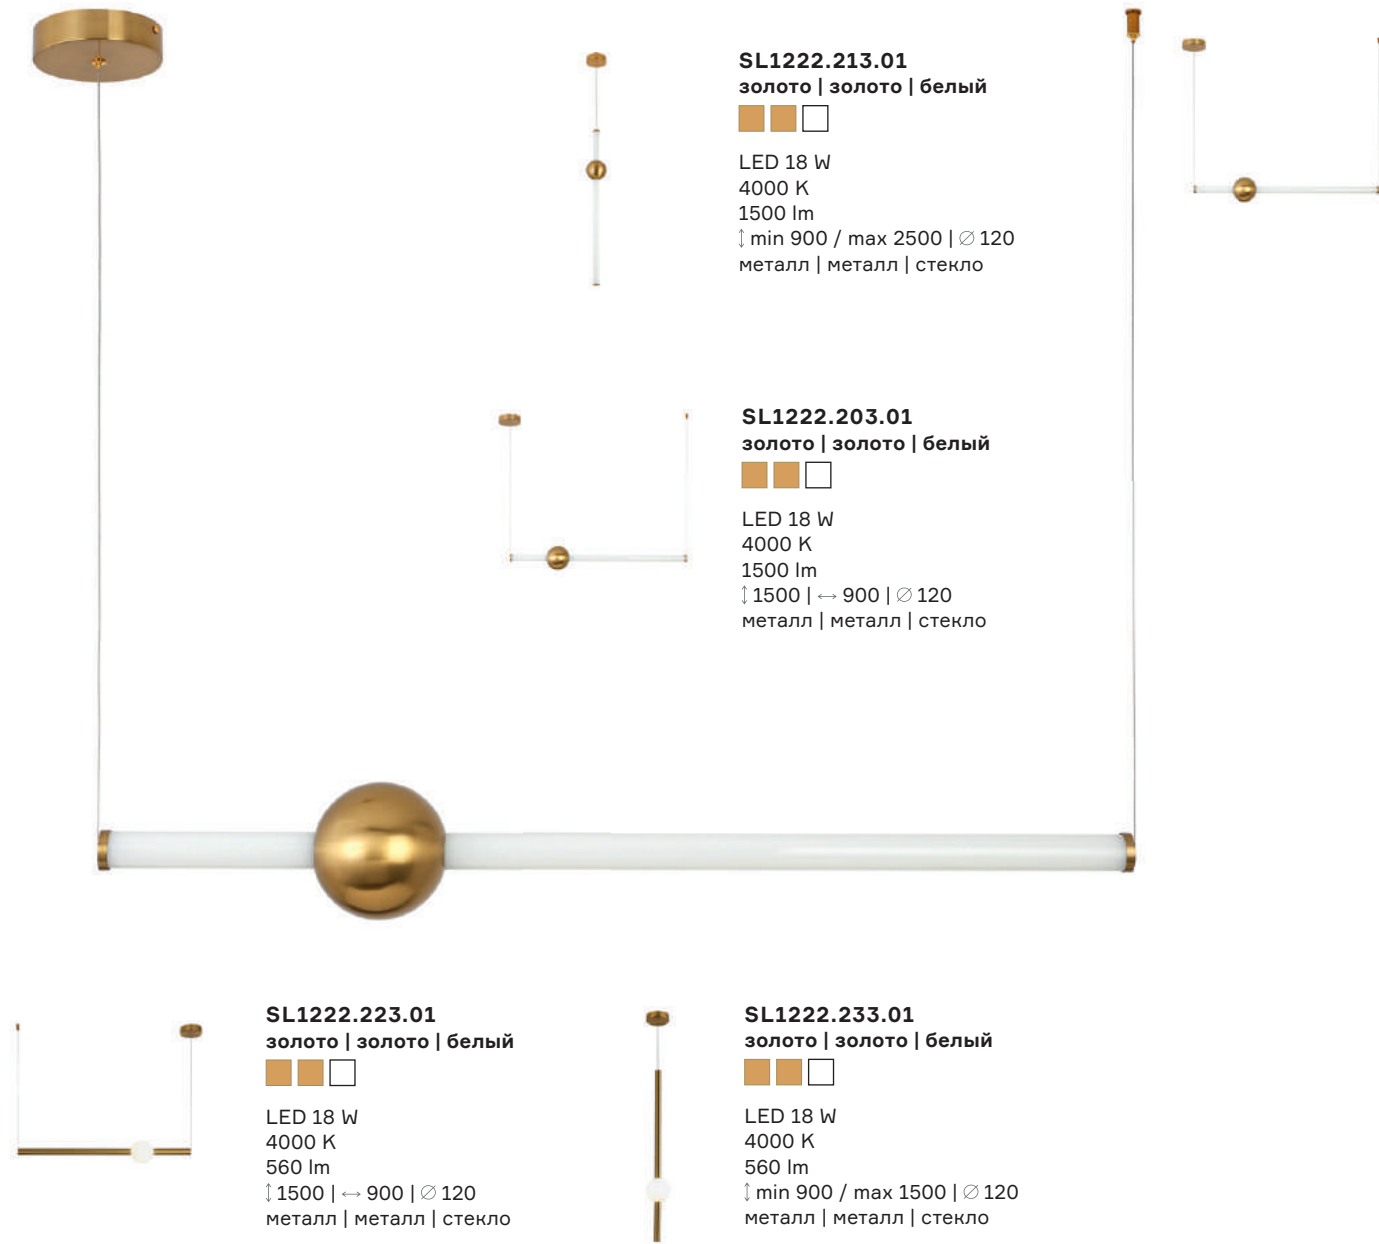 SL1222.213.01
золото | золото | белый
LED 18 W
4000 K
1500 lm
↕ min 900 / max 2500 | ∅ 120
металл | металл | стекло
SL1222.203.01
золото | золото | белый
LED 18 W
4000 K
1500 lm
↕ 1500 | ↔ 900 | ∅ 120
металл | металл | стекло
SL1222.223.01
золото | золото | белый
LED 18 W
4000 K
560 lm
↕ 1500 | ↔ 900 | ∅ 120
металл | металл | стекло
SL1222.233.01
золото | золото | белый
LED 18 W
4000 K
560 lm
↕ min 900 / max 1500 | ∅ 120
металл | металл | стекло